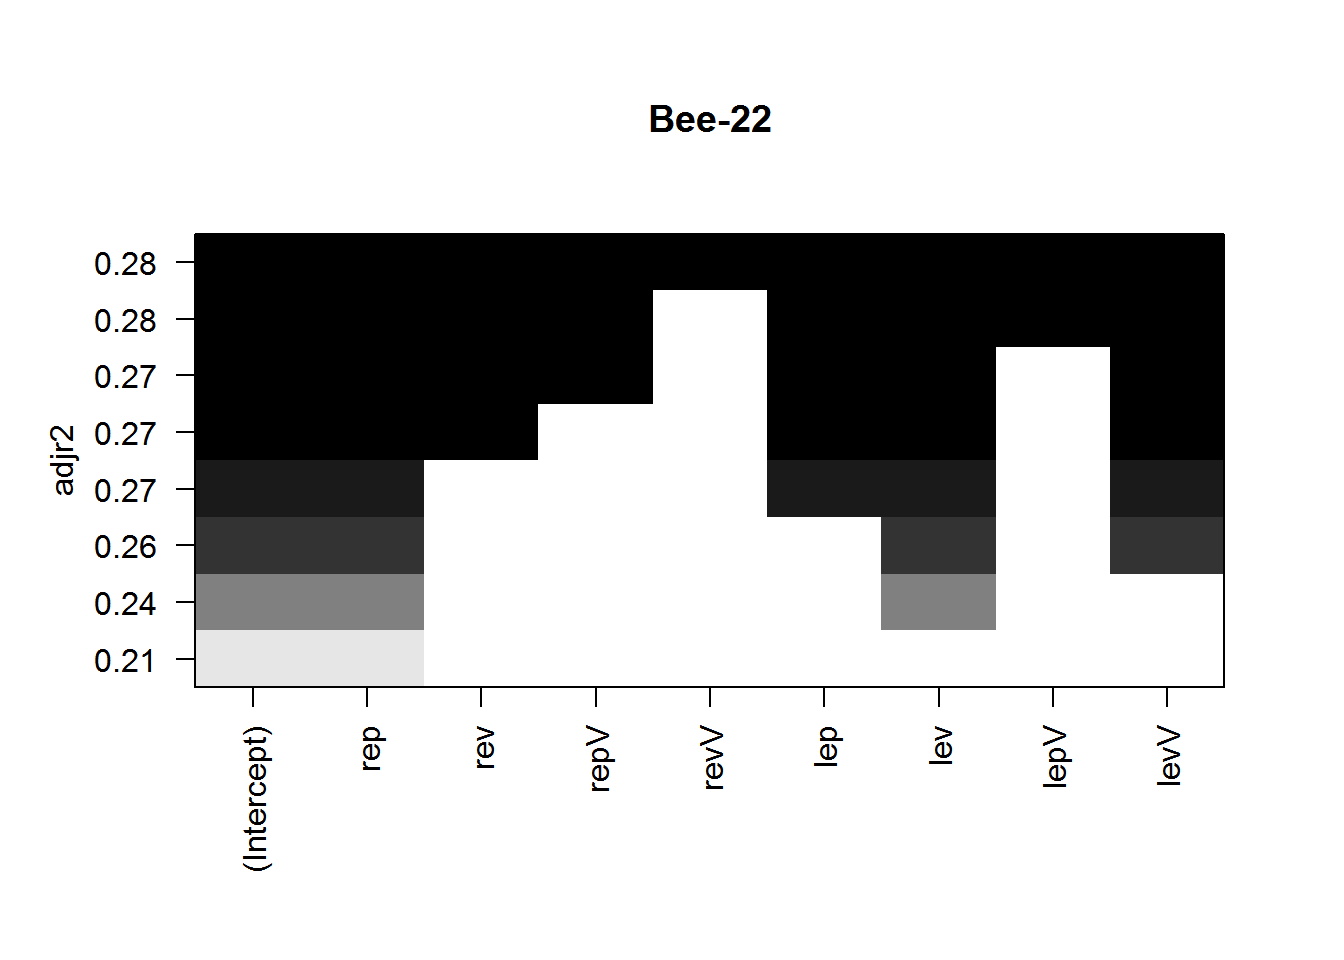 Bee-22
adjr2
0.28
0.28
0.27
0.27
0.27
0.26
0.24
0.21
(Intercept)
rep
rev
repV
revV
lep
lev
lepV
levV